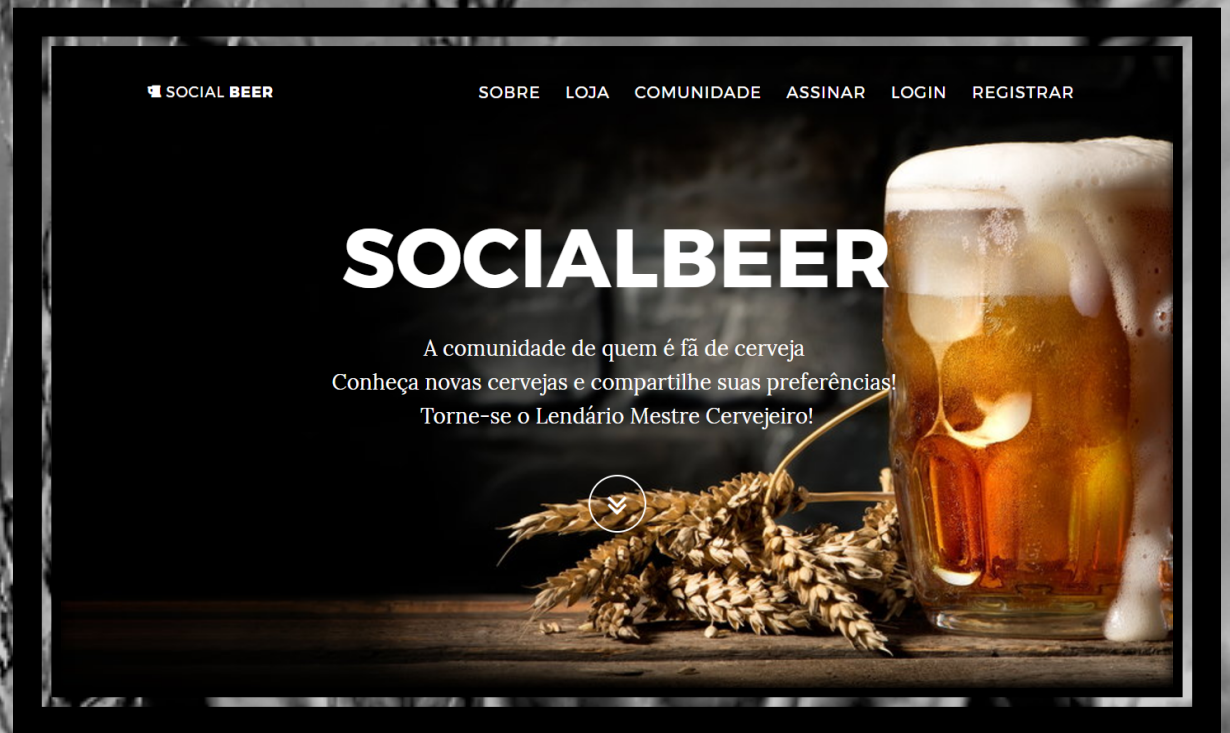 SOCIAL BEER
SOBRE LOJA COMUNIDADE ASSINAR LOGIN REGISTRAR
SOCIALBEER
A comunidade de quem é fã de cerveja
Conheça novas cervejas e compartilhe suas preferências!
Torne-se o Lendário Mestre Cervejeiro!